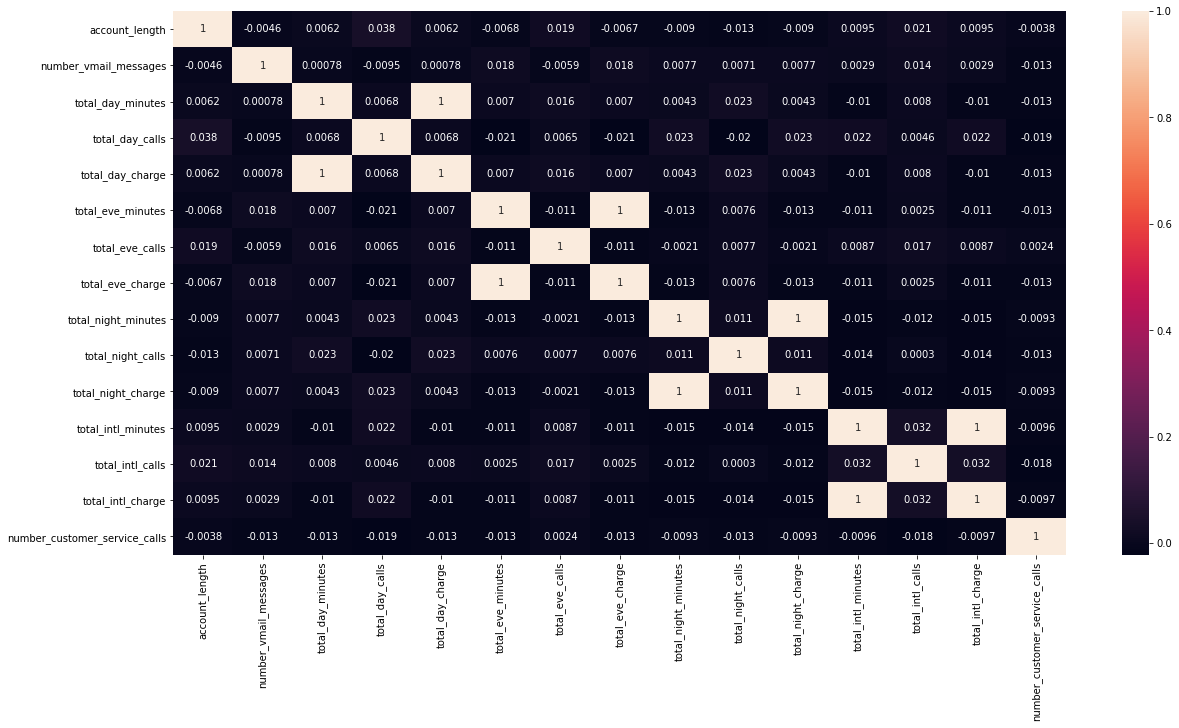 account_length 1 -0.0046 0.0062 0.038 0.0062 -0.0068 0.019 -0.0067 -0.009 -0.013 -0.009 0.0095 0.021 0.0095 -0.0038
number_vmail_messages -0.0046 1 0.00078 -0.0095 0.00078 0.018 -0.0059 0.018 0.0077 0.0071 0.0077 0.0029 0.014 0.0029 -0.013
total_day_minutes 0.0062 0.00078 1 0.0068 1 0.007 0.016 0.007 0.0043 0.023 0.0043 -0.01 0.008 -0.01 -0.013
total_day_calls 0.038 -0.0095 0.0068 1 0.0068 -0.021 0.0065 -0.021 0.023 -0.02 0.023 0.022 0.0046 0.022 -0.019
total_day_charge 0.0062 0.00078 1 0.0068 1 0.007 0.016 0.007 0.0043 0.023 0.0043 -0.01 0.008 -0.01 -0.013
total_eve_minutes -0.0068 0.018 0.007 -0.021 0.007 1 -0.011 1 -0.013 0.0076 -0.013 -0.011 0.0025 -0.011 -0.013
total_eve_calls 0.019 -0.0059 0.016 0.0065 0.016 -0.011 1 -0.011 -0.0021 0.0077 -0.0021 0.0087 0.017 0.0087 0.0024
total_eve_charge -0.0067 0.018 0.007 -0.021 0.007 1 -0.011 1 -0.013 0.0076 -0.013 -0.011 0.0025 -0.011 -0.013
total_night_minutes -0.009 0.0077 0.0043 0.023 0.0043 -0.013 -0.0021 -0.013 1 0.011 1 -0.015 -0.012 -0.015 -0.0093
total_night_calls -0.013 0.0071 0.023 -0.02 0.023 0.0076 0.0077 0.0076 0.011 1 0.011 -0.014 0.0003 -0.014 -0.013
total_night_charge -0.009 0.0077 0.0043 0.023 0.0043 -0.013 -0.0021 -0.013 1 0.011 1 -0.015 -0.012 -0.015 -0.0093
total_intl_minutes 0.0095 0.0029 -0.01 0.022 -0.01 -0.011 0.0087 -0.011 -0.015 -0.014 -0.015 1 0.032 1 -0.0096
total_intl_calls 0.021 0.014 0.008 0.0046 0.008 0.0025 0.017 0.0025 -0.012 0.0003 -0.012 0.032 1 0.032 -0.018
total_intl_charge 0.0095 0.0029 -0.01 0.022 -0.01 -0.011 0.0087 -0.011 -0.015 -0.014 -0.015 1 0.032 1 -0.0097
number_customer_service_calls -0.0038 -0.013 -0.013 -0.019 -0.013 -0.013 0.0024 -0.013 -0.0093 -0.013 -0.0093 -0.0096 -0.018 -0.0097 1
account_length
number_vmail_messages
total_day_minutes
total_day_calls
total_day_charge
total_eve_minutes
total_eve_calls
total_eve_charge
total_night_minutes
total_night_calls
total_night_charge
total_intl_minutes
total_intl_calls
total_intl_charge
number_customer_service_calls
1.0
0.8
0.6
0.4
0.2
0.0